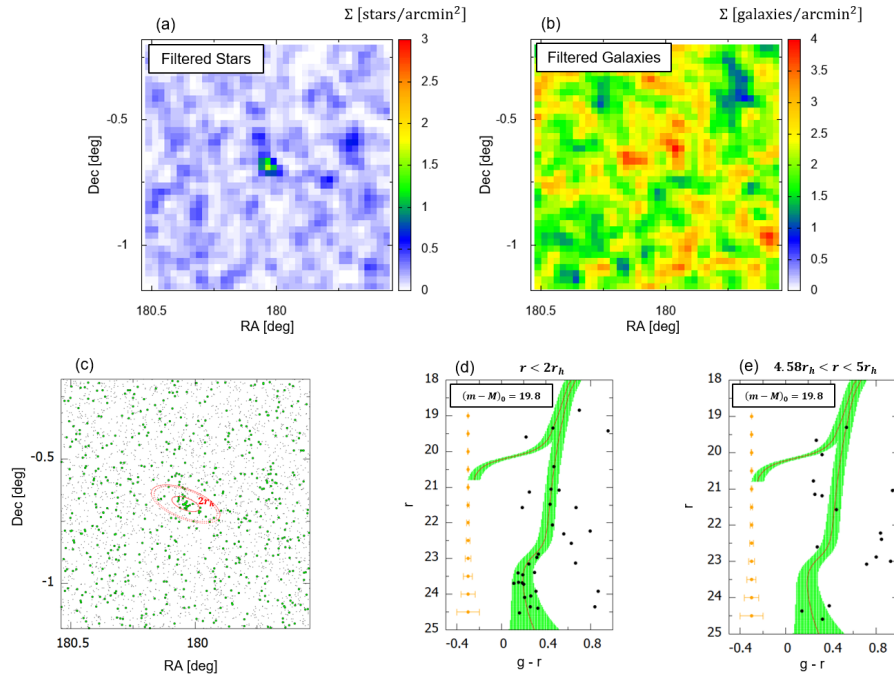 (a)
Σ [stars/arcmin²]
Filtered Stars
3
2.5
2
1.5
1
0.5
0
-0.5
-1
Dec [deg]
180.5
180
RA [deg]
(b)
Σ [galaxies/arcmin²]
Filtered Galaxies
4
3.5
3
2.5
2
1.5
1
0.5
0
-0.5
-1
Dec [deg]
180.5
180
RA [deg]
(c)
-0.5
-1
Dec [deg]
2rₕ
180.5
180
RA [deg]
(d)
r < 2rₕ
(m − M)₀ = 19.8
18
19
20
21
22
23
24
25
r
-0.4
0
0.4
0.8
g - r
(e)
4.58rₕ < r < 5rₕ
(m − M)₀ = 19.8
18
19
20
21
22
23
24
25
r
-0.4
0
0.4
0.8
g - r